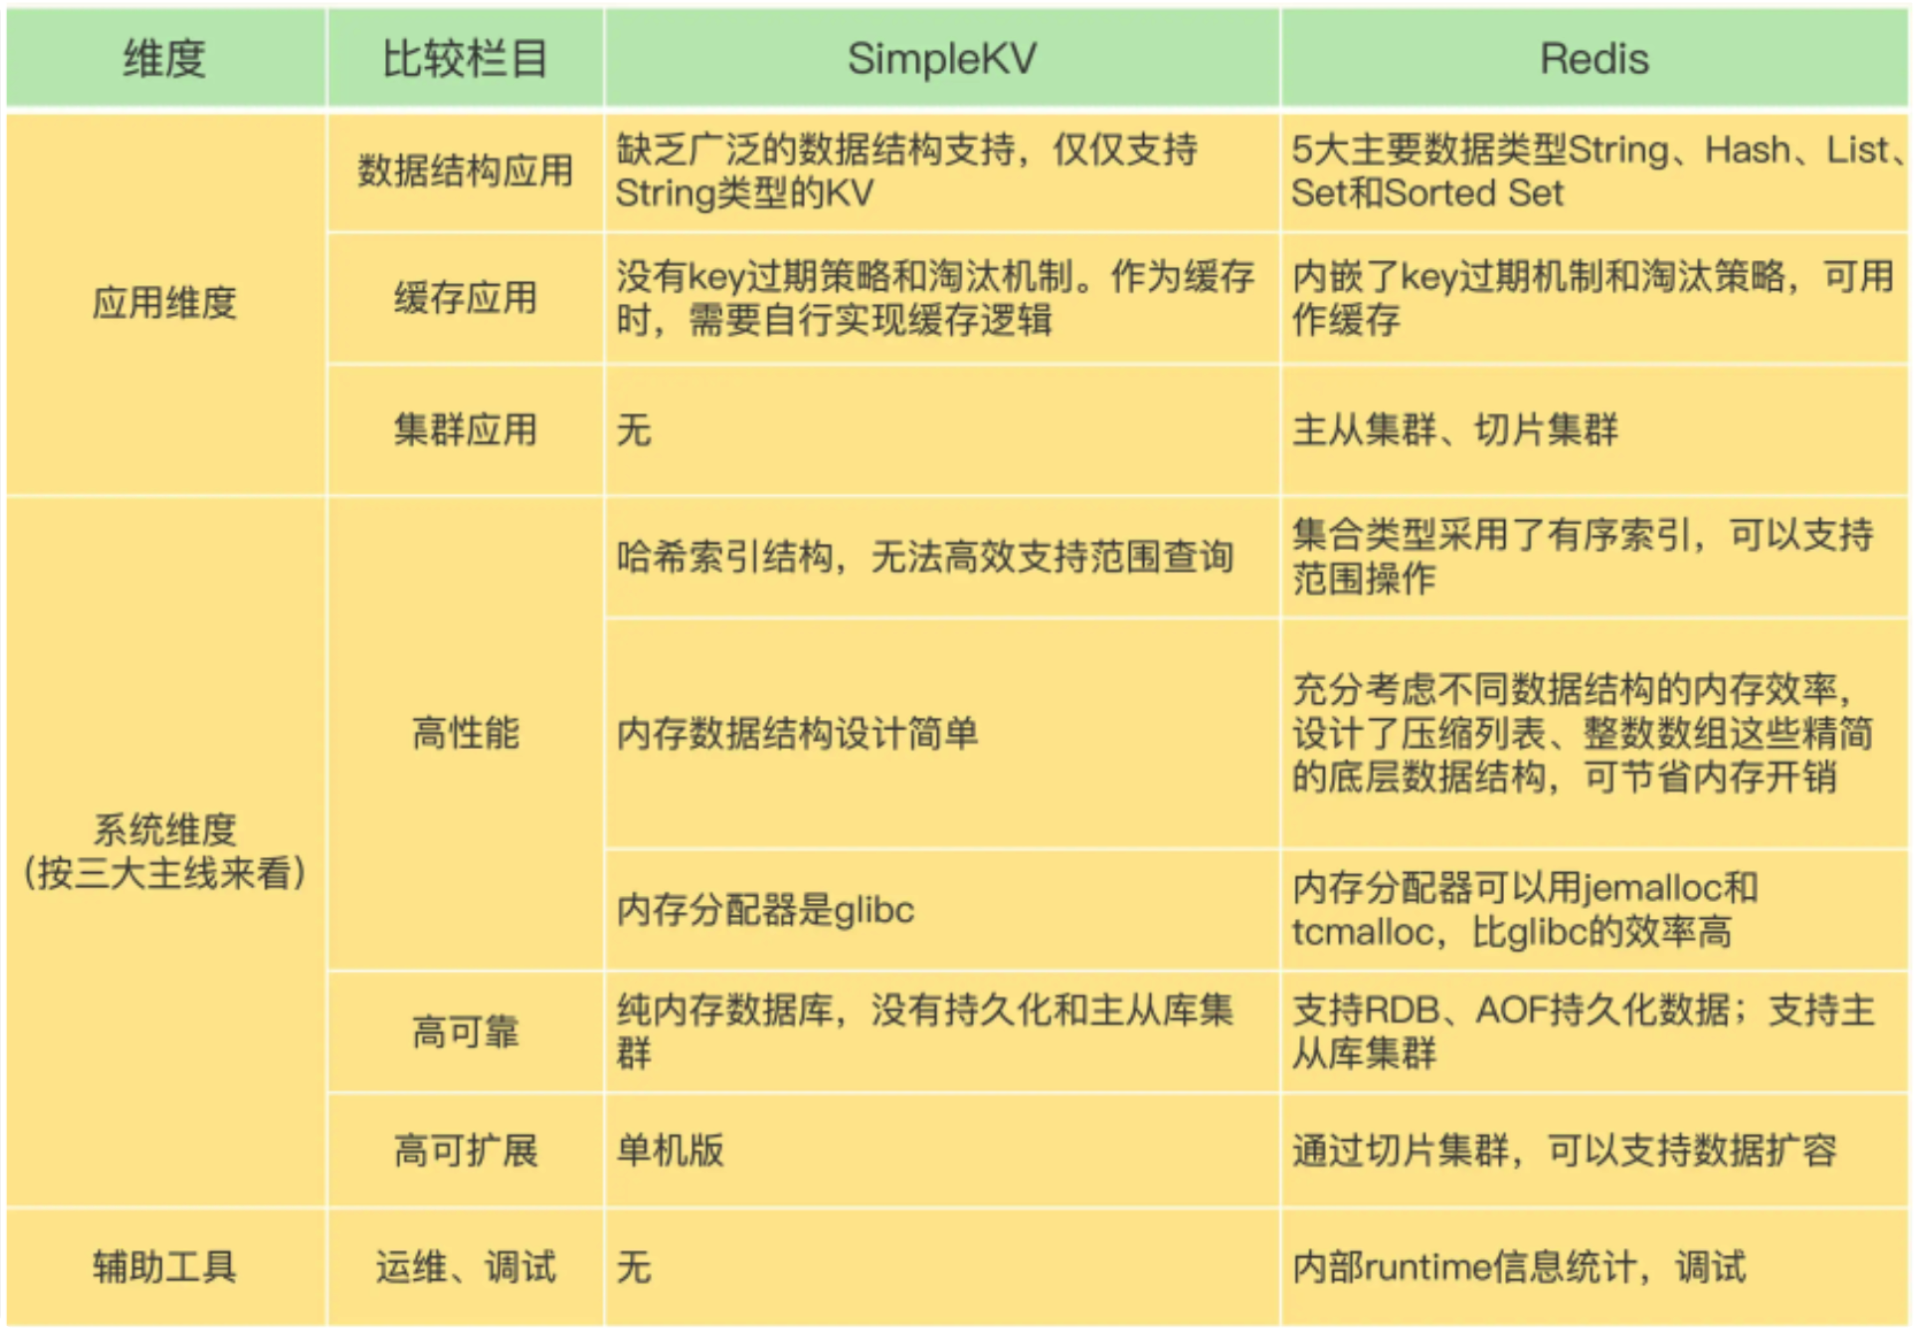 维度
比较栏目
SimpleKV
Redis
应用维度
数据结构应用
缺乏广泛的数据结构支持，仅仅支持
String类型的KV
5大主要数据类型String、Hash、List、
Set和Sorted Set
缓存应用
没有key过期策略和淘汰机制。作为缓存
时，需要自行实现缓存逻辑
内嵌了key过期机制和淘汰策略，可用
作缓存
集群应用
无
主从集群、切片集群
系统维度
（按三大主线来看）
高性能
哈希索引结构，无法高效支持范围查询
集合类型采用了有序索引，可以支持
范围操作
内存数据结构设计简单
充分考虑不同数据结构的内存效率，
设计了压缩列表、整数数组这些精简
的底层数据结构，可节省内存开销
内存分配器是glibc
内存分配器可以用jemalloc和
tcmalloc，比glibc的效率高
高可靠
纯内存数据库，没有持久化和主从库集
群
支持RDB、AOF持久化数据；支持主
从库集群
高可扩展
单机版
通过切片集群，可以支持数据扩容
辅助工具
运维、调试
无
内部runtime信息统计，调试